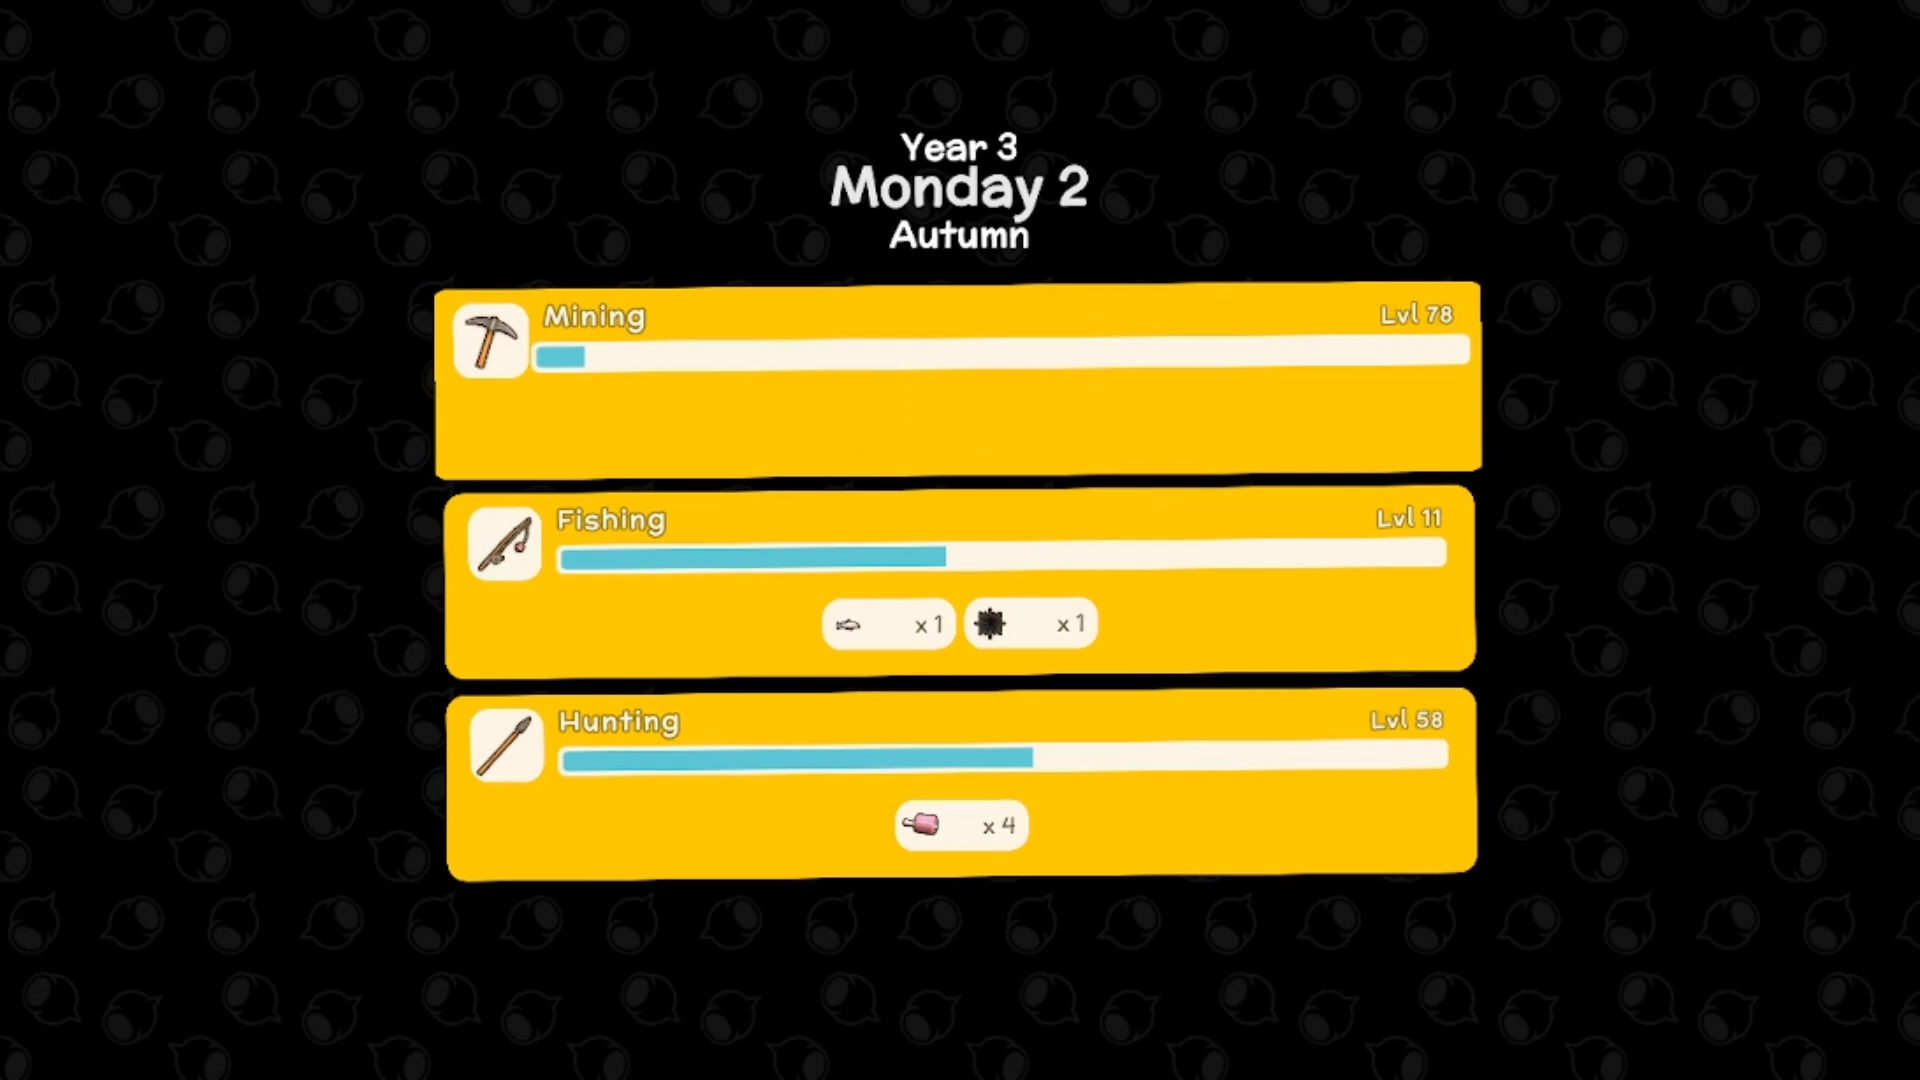 Year 3
Monday 2
Autumn
Mining Lvl 78
Fishing Lvl 11
x 1 x 1
Hunting Lvl 58
x 4